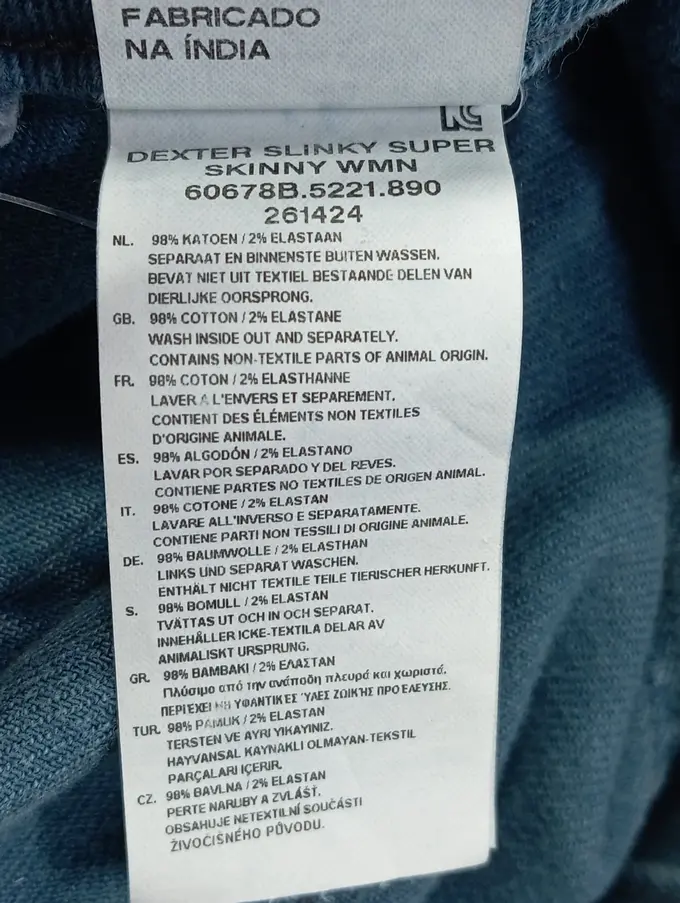 FABRICADO
NA ÍNDIA
DEXTER SLINKY SUPER
SKINNY WMN
60678B.5221.890
261424
NL. 98% KATOEN / 2% ELASTAAN
SEPARAAT EN BINNENSTE BUITEN WASSEN.
BEVAT NIET UIT TEXTIEL BESTAANDE DELEN VAN
DIERLIJKE OORSPRONG.
GB. 98% COTTON / 2% ELASTANE
WASH INSIDE OUT AND SEPARATELY.
CONTAINS NON-TEXTILE PARTS OF ANIMAL ORIGIN.
FR. 98% COTON / 2% ELASTHANNE
LAVER A L'ENVERS ET SEPAREMENT.
CONTIENT DES ÉLÉMENTS NON TEXTILES
D'ORIGINE ANIMALE.
ES. 98% ALGODÓN / 2% ELASTANO
LAVAR POR SEPARADO Y DEL REVES.
CONTIENE PARTES NO TEXTILES DE ORIGEN ANIMAL.
IT. 98% COTONE / 2% ELASTAN
LAVARE ALL'INVERSO E SEPARATAMENTE.
CONTIENE PARTI NON TESSILI DI ORIGINE ANIMALE.
DE. 98% BAUMWOLLE / 2% ELASTHAN
LINKS UND SEPARAT WASCHEN.
ENTHÄLT NICHT TEXTILE TEILE TIERISCHER HERKUNFT.
S. 98% BOMULL / 2% ELASTAN
TVÄTTAS UT OCH IN OCH SEPARAT.
INNEHÅLLER ICKE-TEXTILA DELAR AV
ANIMALISKT URSPRUNG.
GR. 98% ΒΑΜΒΑΚΙ / 2% ΕΛΑΣΤΑΝ
Πλύσιμο από την ανάποδη πλευρά και χωριστά.
ΠΕΡΙΕΧΕΙ ΜΗ ΥΦΑΝΤΙΚΕΣ ΎΛΕΣ ΖΩΙΚΉΣ ΠΡΟΕΛΕΥΣΗΣ.
TUR. 98% PAMUK / 2% ELASTAN
TERSTEN VE AYRI YIKAYINIZ.
HAYVANSAL KAYNAKLI OLMAYAN-TEKSTIL
PARÇALARI IÇERIR.
CZ. 98% BAVLNA / 2% ELASTAN
PERTE NARUBY A ZVLÁŠŤ.
OBSAHUJE NETEXTILNÍ SOUČÁSTI
ŽIVOČIŠNÉHO PŮVODU.